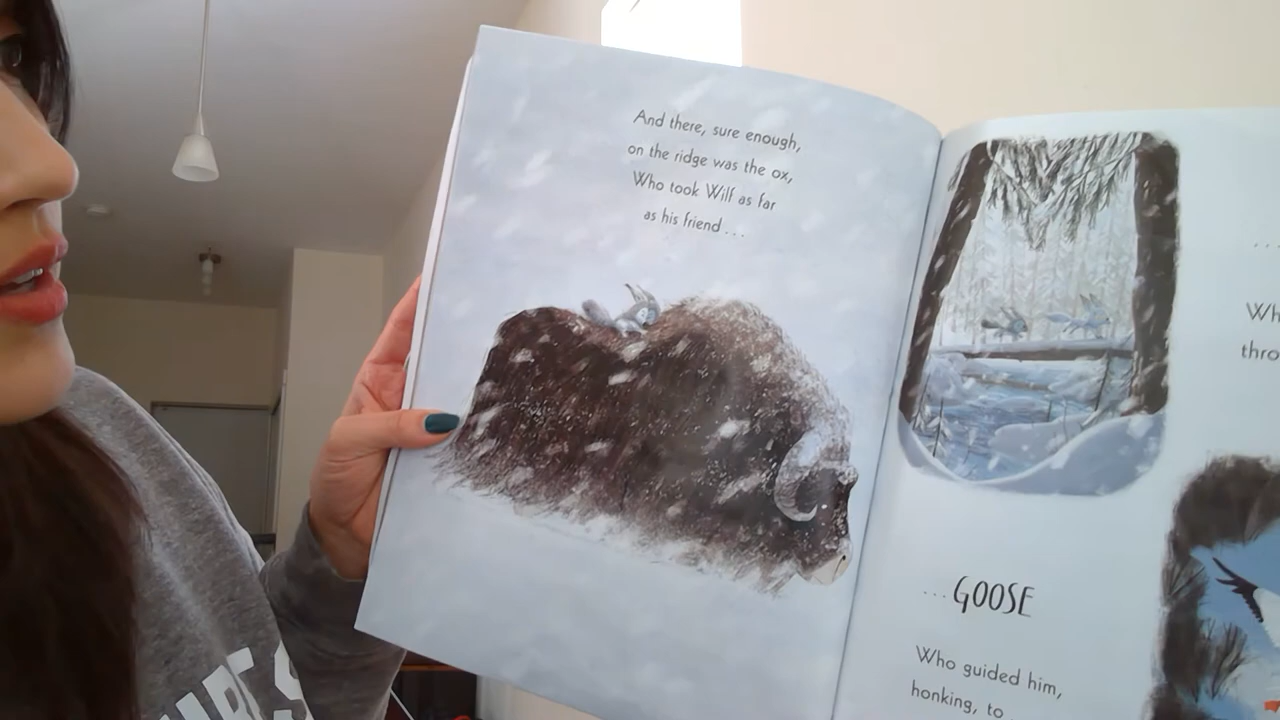 And there, sure enough,
on the ridge was the ox,
Who took Wilf as far
as his friend . . .
. . .
. . . GOOSE
Who guided him,
honking, to